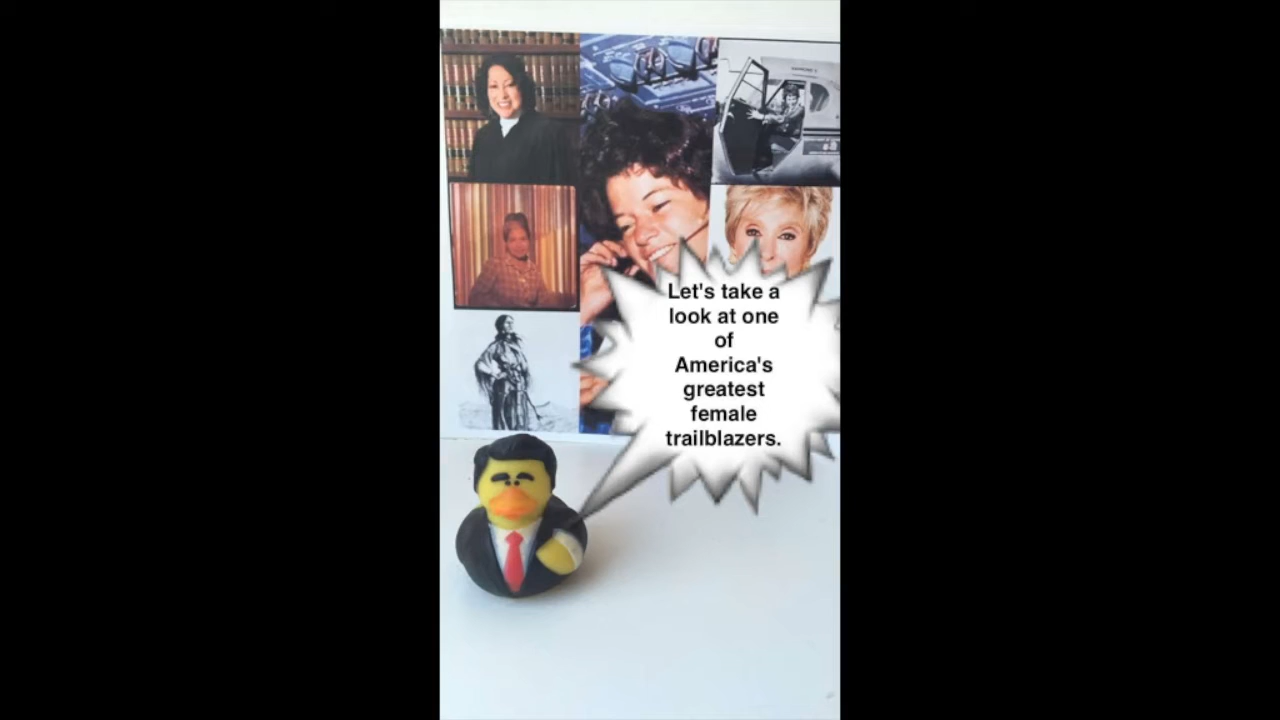 Let's take a
look at one
of
America's
greatest
female
trailblazers.